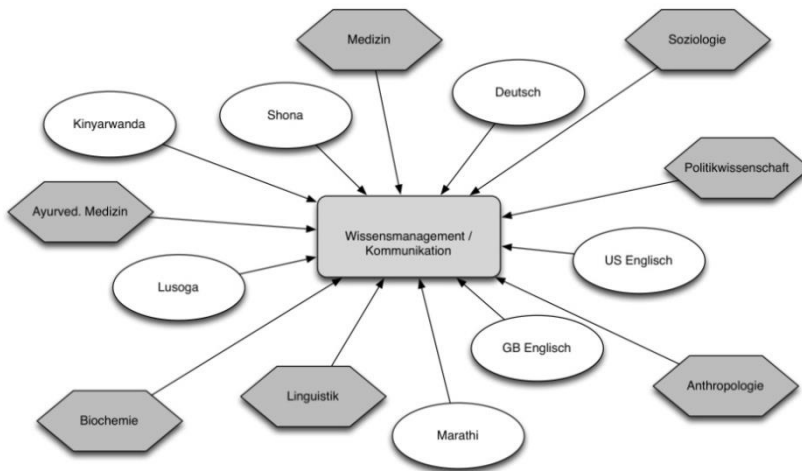 Medizin
Soziologie
Deutsch
Shona
Kinyarwanda
Politikwissenschaft
Ayurved. Medizin
Wissensmanagement /
Kommunikation
US Englisch
Lusoga
GB Englisch
Anthropologie
Linguistik
Biochemie
Marathi